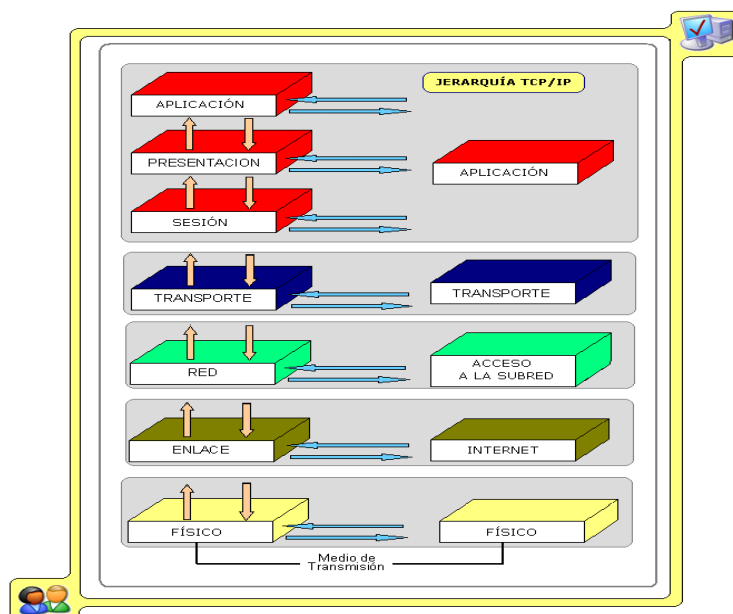 JERARQUÍA TCP/IP
APLICACIÓN
PRESENTACION
APLICACIÓN
SESIÓN
TRANSPORTE
TRANSPORTE
RED
ACCESO
A LA SUBRED
ENLACE
INTERNET
FÍSICO
FÍSICO
Medio de
Transmisión